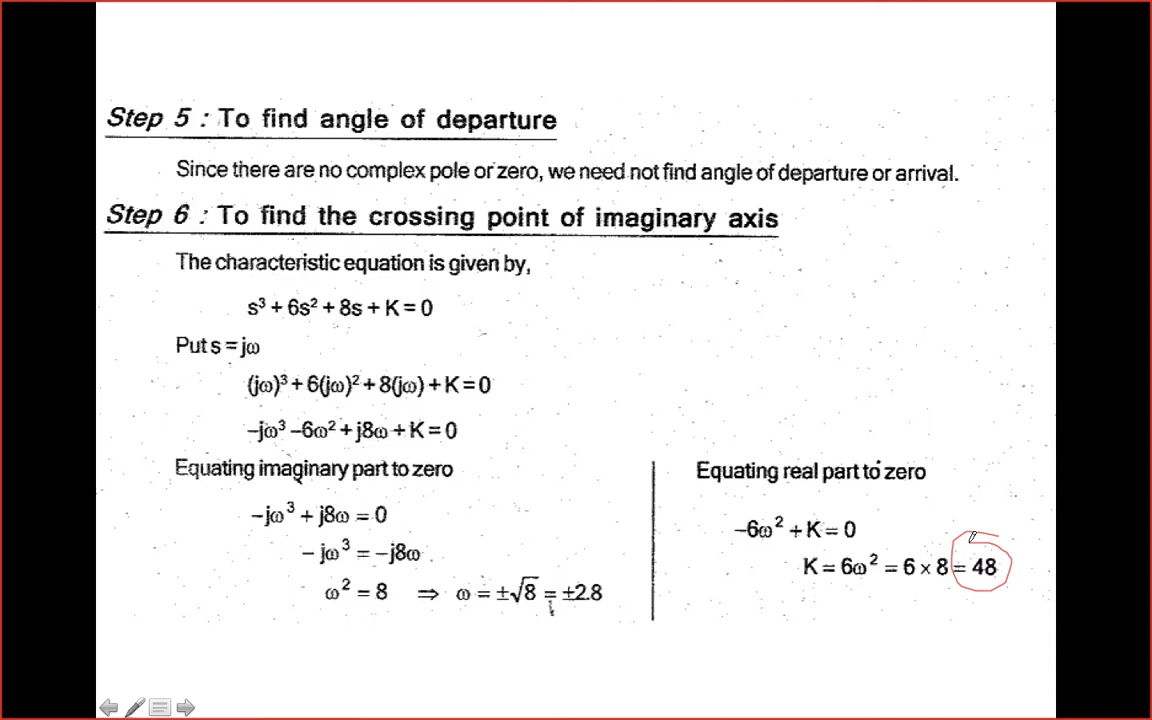 Step 5 : To find angle of departure
Since there are no complex pole or zero, we need not find angle of departure or arrival.
Step 6 : To find the crossing point of imaginary axis
The characteristic equation is given by,
s³ + 6s² + 8s + K = 0
Put s = jω
(jω)³ + 6(jω)² + 8(jω) + K = 0
–jω³ –6ω² + j8ω + K = 0
Equating imaginary part to zero
–jω³ + j8ω = 0
– jω³ = –j8ω
ω² = 8 ⇒ ω = ±√8 = ±2.8
Equating real part to zero
–6ω² + K = 0
K = 6ω² = 6 × 8 = 48